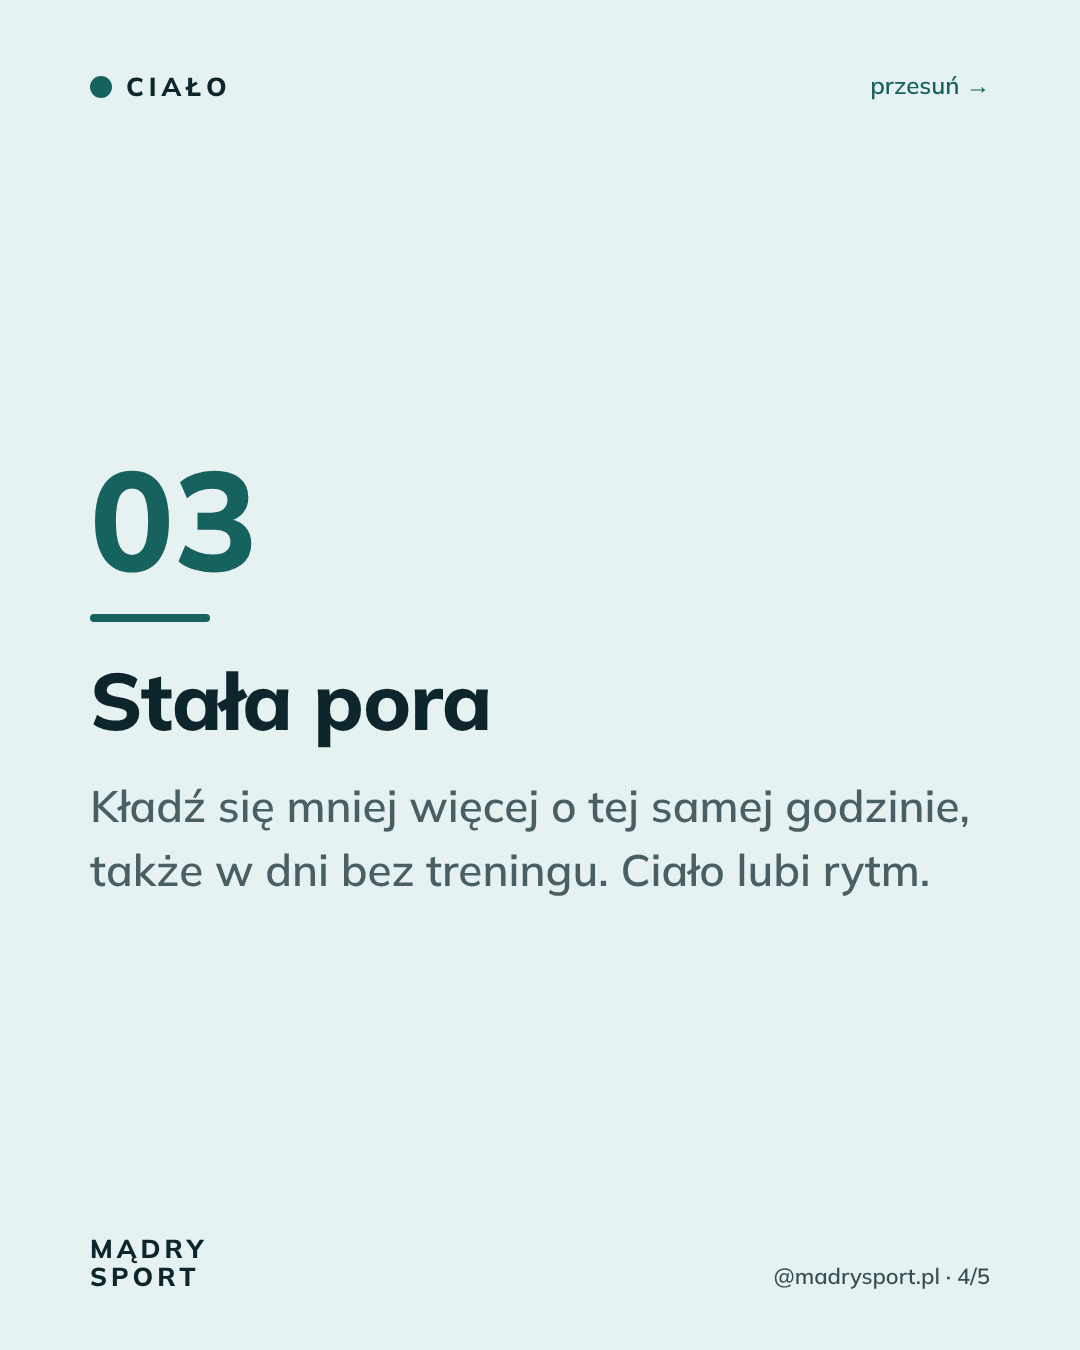 CIAŁO
przesuń →
03
Stała pora
Kładź się mniej więcej o tej samej godzinie,
także w dni bez treningu. Ciało lubi rytm.
MĄDRY
SPORT
@madrysport.pl · 4/5